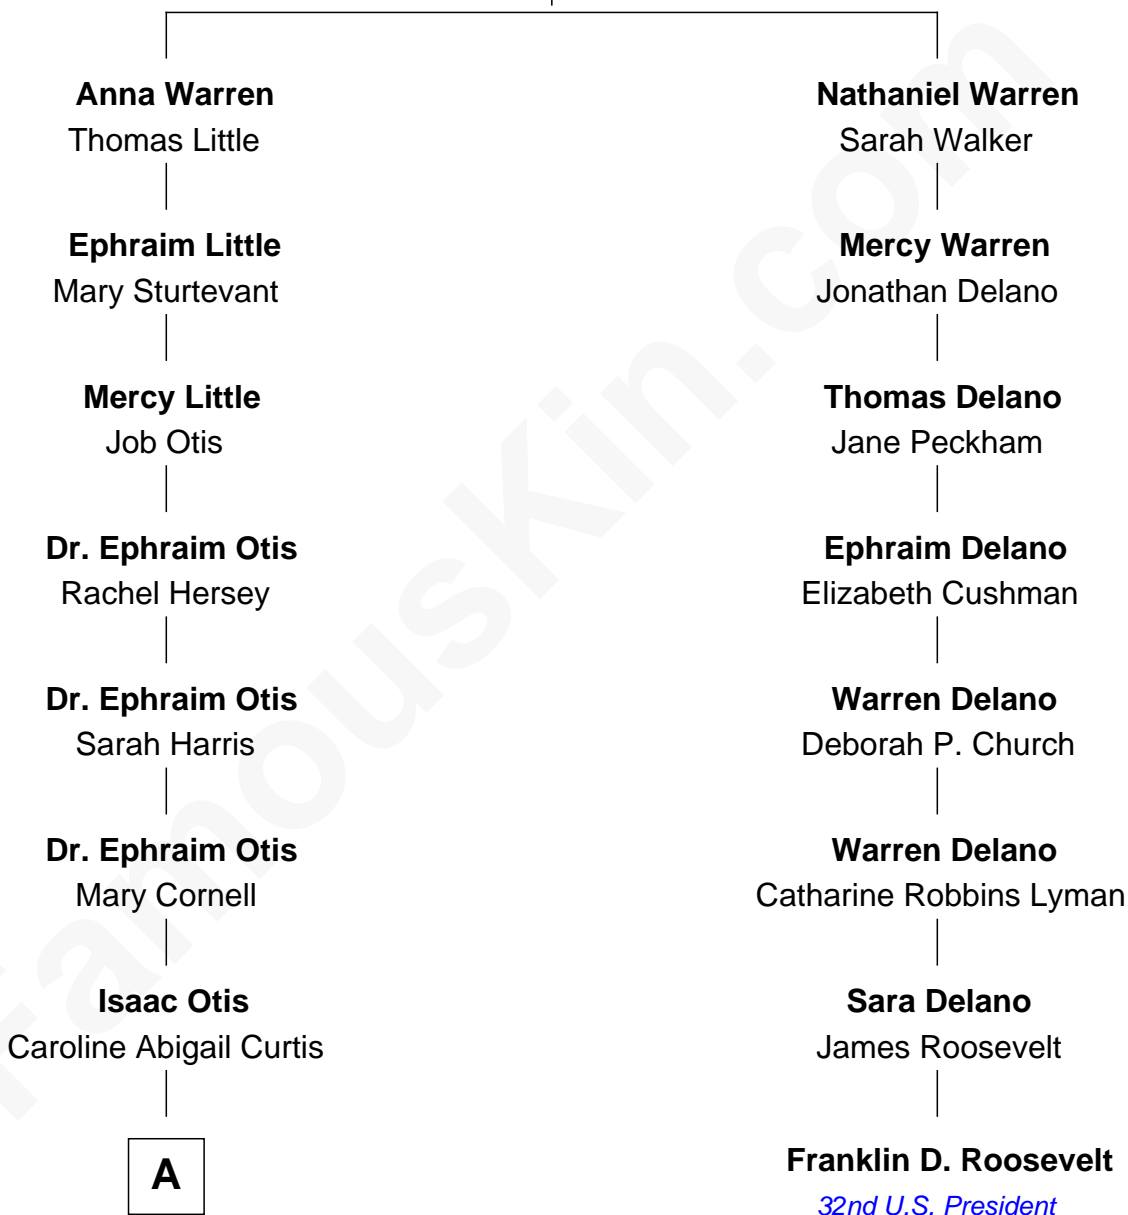 Anna Warren
Thomas Little
Ephraim Little
Mary Sturtevant
Mercy Little
Job Otis
Dr. Ephraim Otis
Rachel Hersey
Dr. Ephraim Otis
Sarah Harris
Dr. Ephraim Otis
Mary Cornell
Isaac Otis
Caroline Abigail Curtis
A
Nathaniel Warren
Sarah Walker
Mercy Warren
Jonathan Delano
Thomas Delano
Jane Peckham
Ephraim Delano
Elizabeth Cushman
Warren Delano
Deborah P. Church
Warren Delano
Catharine Robbins Lyman
Sara Delano
James Roosevelt
Franklin D. Roosevelt
32nd U.S. President
FamousKin.com